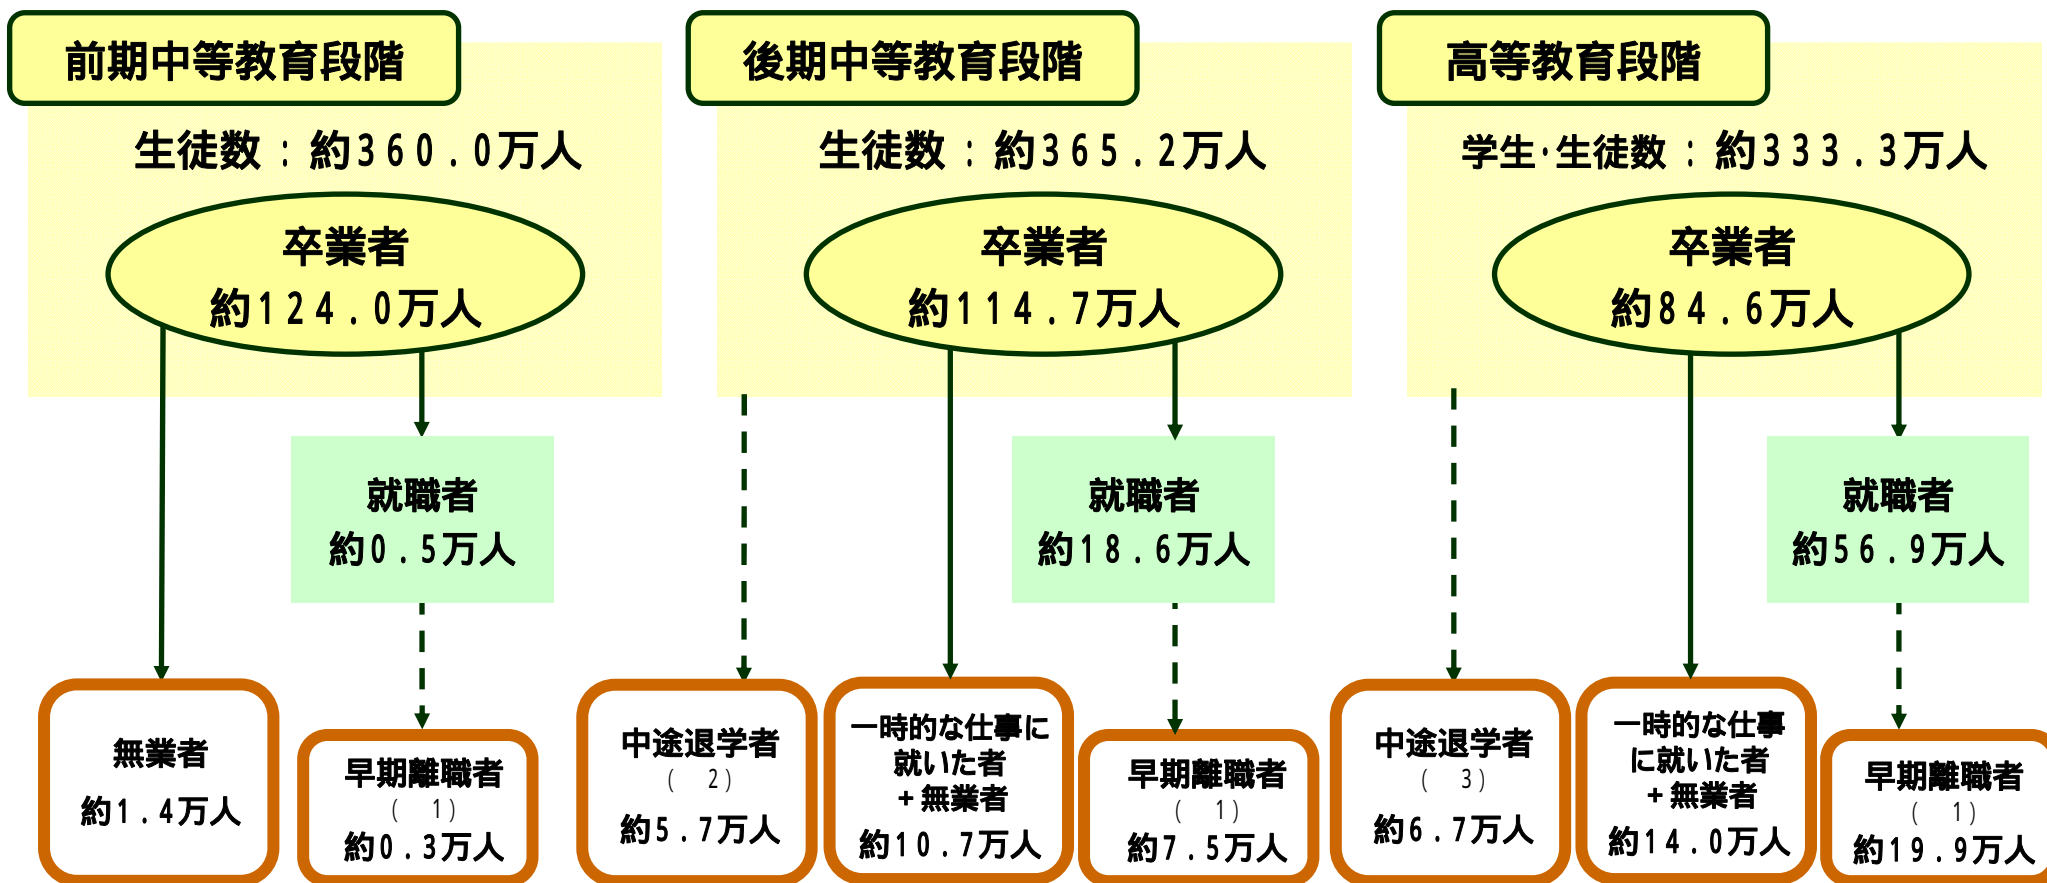 前期中等教育段階
生徒数：約360.0万人
卒業者
約124.0万人
就職者
約0.5万人
無業者
約1.4万人
早期離職者
( 1)
約0.3万人
後期中等教育段階
生徒数：約365.2万人
卒業者
約114.7万人
就職者
約18.6万人
中途退学者
( 2)
約5.7万人
一時的な仕事に
就いた者
+無業者
約10.7万人
早期離職者
( 1)
約7.5万人
高等教育段階
学生・生徒数：約333.3万人
卒業者
約84.6万人
就職者
約56.9万人
中途退学者
( 3)
約6.7万人
一時的な仕事
に就いた者
+無業者
約14.0万人
早期離職者
( 1)
約19.9万人